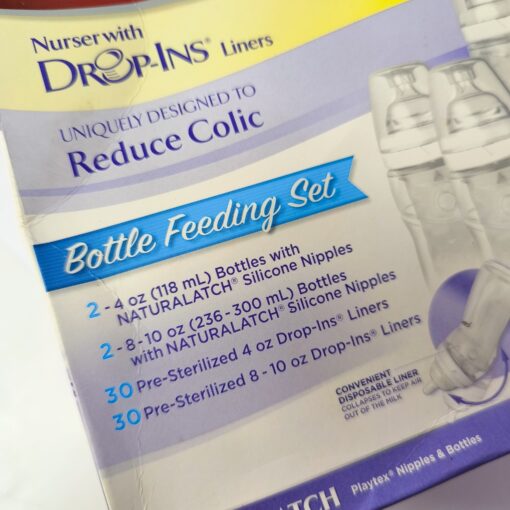 Nurser with
DROP-INS® Liners
UNIQUELY DESIGNED TO
Reduce Colic
Bottle Feeding Set
2 - 4 oz (118 mL) Bottles with
NATURALATCH® Silicone Nipples
2 - 8-10 oz (236-300 mL) Bottles
with NATURALATCH® Silicone Nipples
30 Pre-Sterilized 4 oz Drop-Ins® Liners
30 Pre-Sterilized 8-10 oz Drop-Ins® Liners
CONVENIENT
DISPOSABLE LINER
COLLAPSES TO KEEP AIR
OUT OF THE MILK
LATCH Playtex® Nipples & Bottles